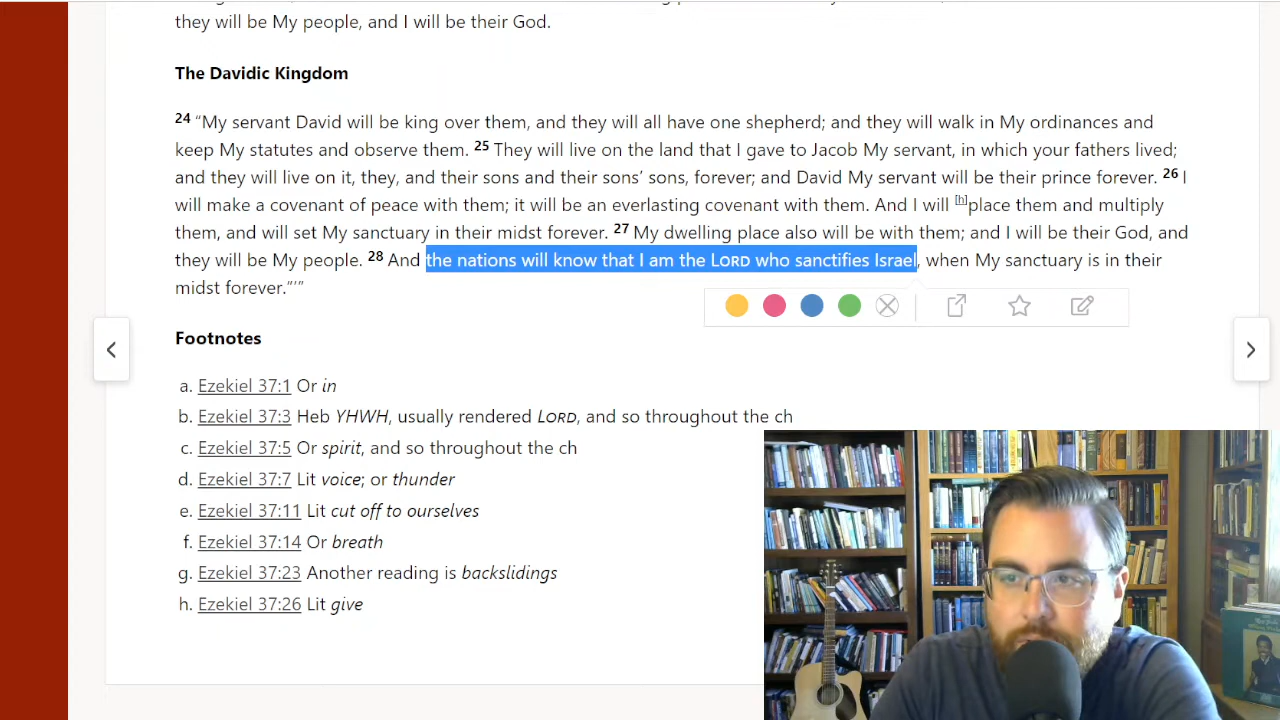 they will be My people, and I will be their God.
The Davidic Kingdom
24 “My servant David will be king over them, and they will all have one shepherd; and they will walk in My ordinances and
keep My statutes and observe them. 25 They will live on the land that I gave to Jacob My servant, in which your fathers lived;
and they will live on it, they, and their sons and their sons’ sons, forever; and David My servant will be their prince forever. 26 I
will make a covenant of peace with them; it will be an everlasting covenant with them. And I will [h]place them and multiply
them, and will set My sanctuary in their midst forever. 27 My dwelling place also will be with them; and I will be their God, and
they will be My people. 28 And the nations will know that I am the LORD who sanctifies Israel, when My sanctuary is in their
midst forever.”’”
Footnotes
a. Ezekiel 37:1 Or in
b. Ezekiel 37:3 Heb YHWH, usually rendered LORD, and so throughout the ch
c. Ezekiel 37:5 Or spirit, and so throughout the ch
d. Ezekiel 37:7 Lit voice; or thunder
e. Ezekiel 37:11 Lit cut off to ourselves
f. Ezekiel 37:14 Or breath
g. Ezekiel 37:23 Another reading is backslidings
h. Ezekiel 37:26 Lit give